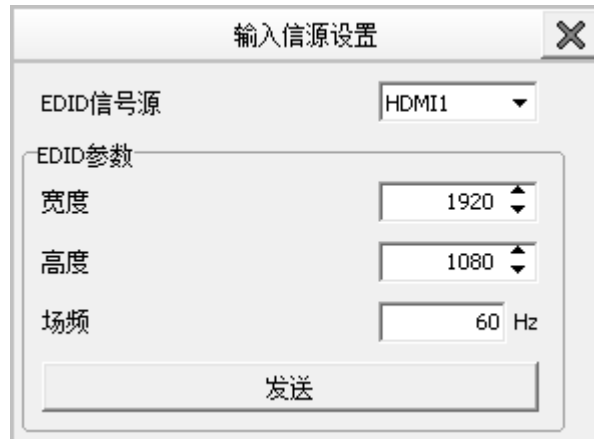 输入信源设置
EDID信号源 HDMI1
EDID参数
宽度 1920
高度 1080
场频 60 Hz
发送